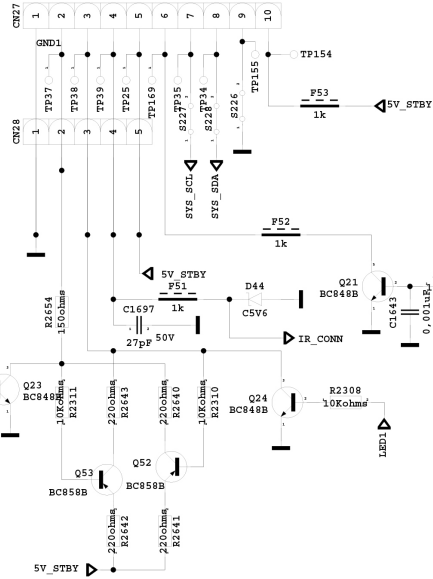 CN27
1 2 3 4 5 6 7 8 9 10
GND1
TP154
TP155
TP37
TP38
TP39
TP25
TP169
TP35
S227
TP34
S228
S226
F53
1k
5V_STBY
CN28
1 2 3 4 5
SYS_SCL
SYS_SDA
F52
1k
5V_STBY
F51
1k
D44
C5V6
Q21
BC848B
C1643
0,001uF
R2654
150ohms
C1697
27pF
50V
IR_CONN
Q23
BC848B
10Kohms
R2311
220ohms
R2643
220ohms
R2640
10Kohms
R2310
Q24
BC848B
R2308
10Kohms
LED1
Q53
BC858B
Q52
BC858B
220ohms
R2642
220ohms
R2641
5V_STBY